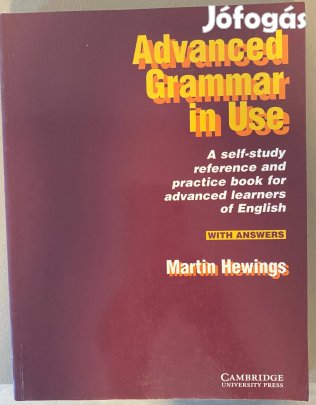 Jófogás
Advanced
Grammar
in Use
A self-study
reference and
practice book for
advanced learners
of English
WITH ANSWERS
Martin Hewings
CAMBRIDGE
UNIVERSITY PRESS